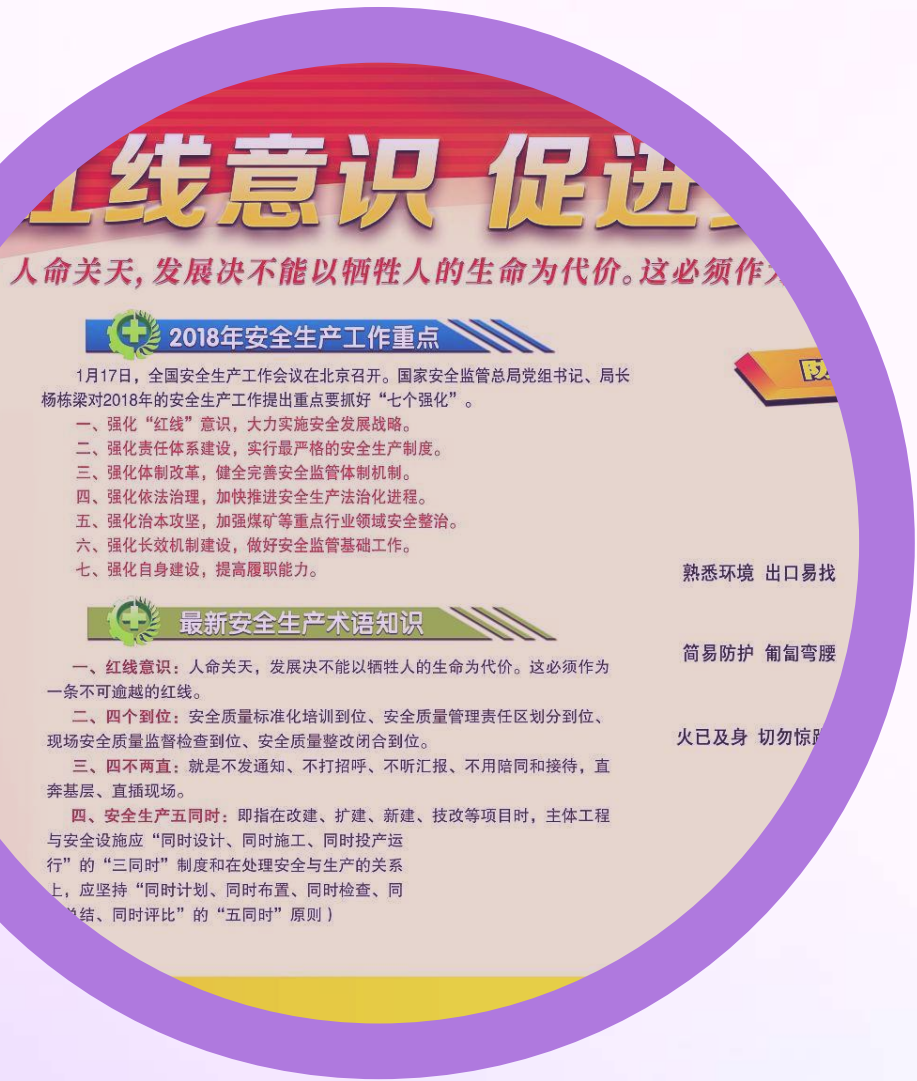 线意识 促进
人命关天,发展决不能以牺牲人的生命为代价。这必须作
2018年安全生产工作重点
1月17日，全国安全生产工作会议在北京召开。国家安全监管总局党组书记、局长
杨栋梁对2018年的安全生产工作提出重点要抓好“七个强化”。
一、强化“红线”意识，大力实施安全发展战略。
二、强化责任体系建设，实行最严格的安全生产制度。
三、强化体制改革，健全完善安全监管体制机制。
四、强化依法治理，加快推进安全生产法治化进程。
五、强化治本攻坚，加强煤矿等重点行业领域安全整治。
六、强化长效机制建设，做好安全监管基础工作。
七、强化自身建设，提高履职能力。
最新安全生产术语知识
一、红线意识：人命关天，发展决不能以牺牲人的生命为代价。这必须作为
一条不可逾越的红线。
二、四个到位：安全质量标准化培训到位、安全质量管理责任区划分到位、
现场安全质量监督检查到位、安全质量整改闭合到位。
三、四不两直：就是不发通知、不打招呼、不听汇报、不用陪同和接待，直
奔基层、直插现场。
四、安全生产五同时：即指在改建、扩建、新建、技改等项目时，主体工程
与安全设施应“同时设计、同时施工、同时投产运
行”的“三同时”制度和在处理安全与生产的关系
上，应坚持“同时计划、同时布置、同时检查、同
结、同时评比”的“五同时”原则）
防
熟悉环境 出口易找
简易防护 匍匐弯腰
火已及身 切勿惊